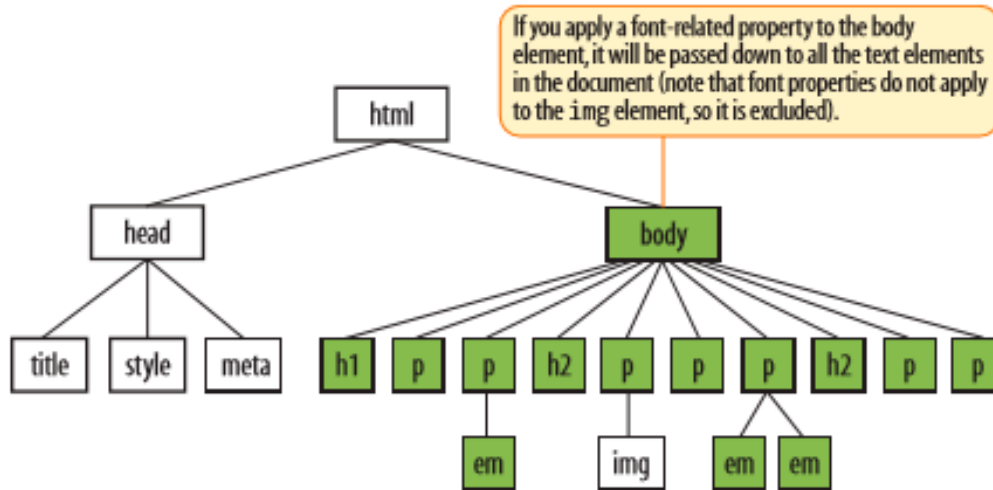 If you apply a font-related property to the body
element, it will be passed down to all the text elements
in the document (note that font properties do not apply
to the img element, so it is excluded).
html
head
body
title style meta h1 p p h2 p p p h2 p p
em img em em